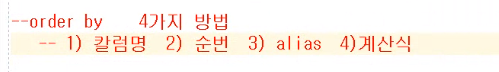 --order by 4가지 방법
-- 1) 칼럼명 2) 순번 3) alias 4)계산식